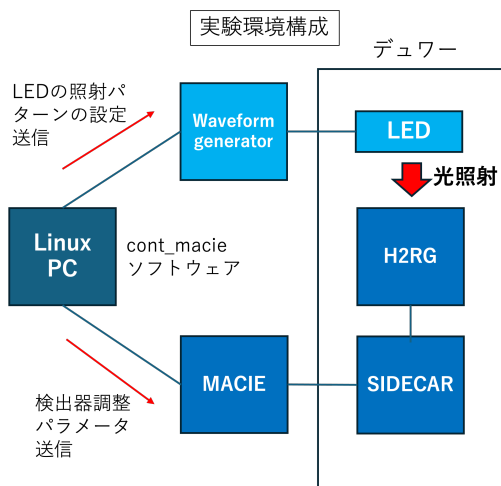 実験環境構成
デュワー
LEDの照射パ
ターンの設定
送信
Waveform
generator
LED
光照射
Linux
PC
cont_macie
ソフトウェア
H2RG
MACIE
SIDECAR
検出器調整
パラメータ
送信